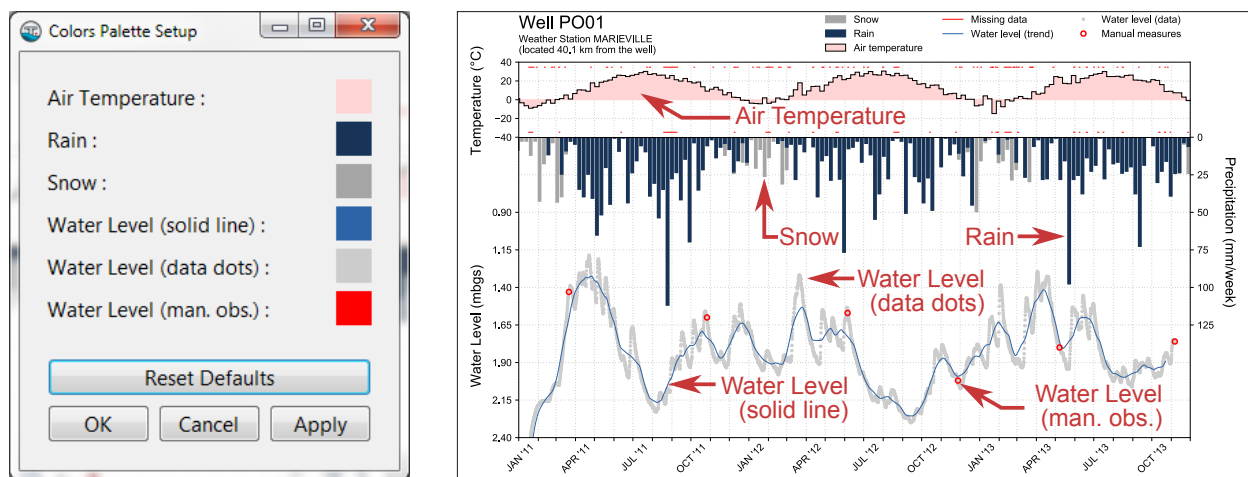 Colors Palette Setup
Air Temperature :
Rain :
Snow :
Water Level (solid line) :
Water Level (data dots) :
Water Level (man. obs.) :
Reset Defaults
OK Cancel Apply
Well PO01
Weather Station MARIEVILLE
(located 40.1 km from the well)
Snow
Rain
Air temperature
Missing data
Water level (trend)
Water level (data)
Manual measures
Temperature (°C)
40
20
0
−20
−40
Air Temperature
Snow
Rain
Water Level
(data dots)
Water Level
(solid line)
Water Level
(man. obs.)
Water Level (mbgs)
0,90
1,15
1,40
1,65
1,90
2,15
2,40
0
25
50
75
100
125
Precipitation (mm/week)
JAN '11
APR '11
JUL '11
OCT '11
JAN '12
APR '12
JUL '12
OCT '12
JAN '13
APR '13
JUL '13
OCT '13